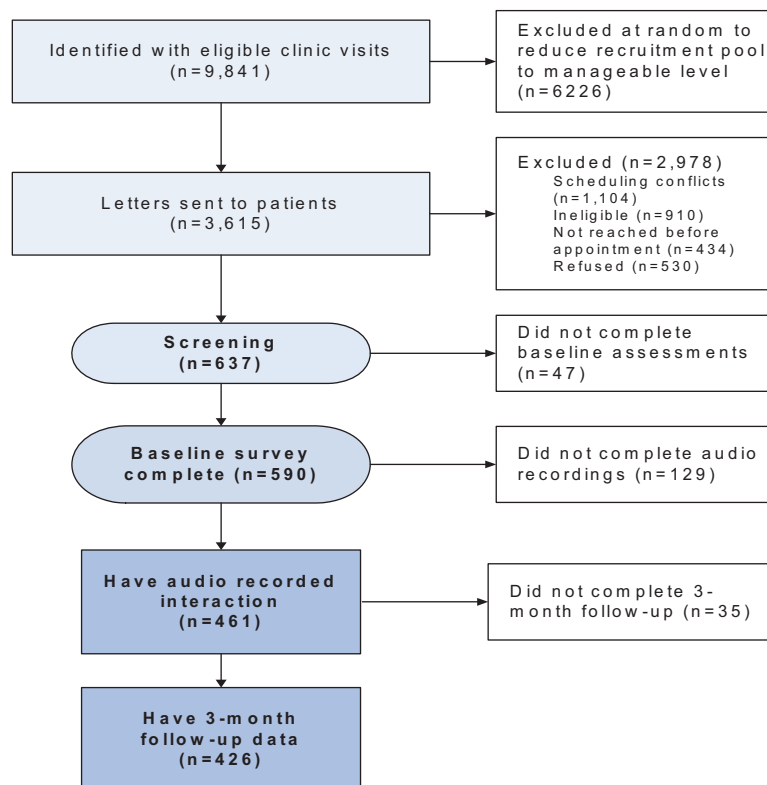 Identified with eligible clinic visits
(n=9,841)
Excluded at random to
reduce recruitment pool
to manageable level
(n=6226)
Letters sent to patients
(n=3,615)
Excluded (n=2,978)
Scheduling conflicts
(n=1,104)
Ineligible (n=910)
Not reached before
appointment (n=434)
Refused (n=530)
Screening
(n=637)
Did not complete
baseline assessments
(n=47)
Baseline survey
complete (n=590)
Did not complete audio
recordings (n=129)
Have audio recorded
interaction
(n=461)
Did not complete 3-
month follow-up (n=35)
Have 3-month
follow-up data
(n=426)